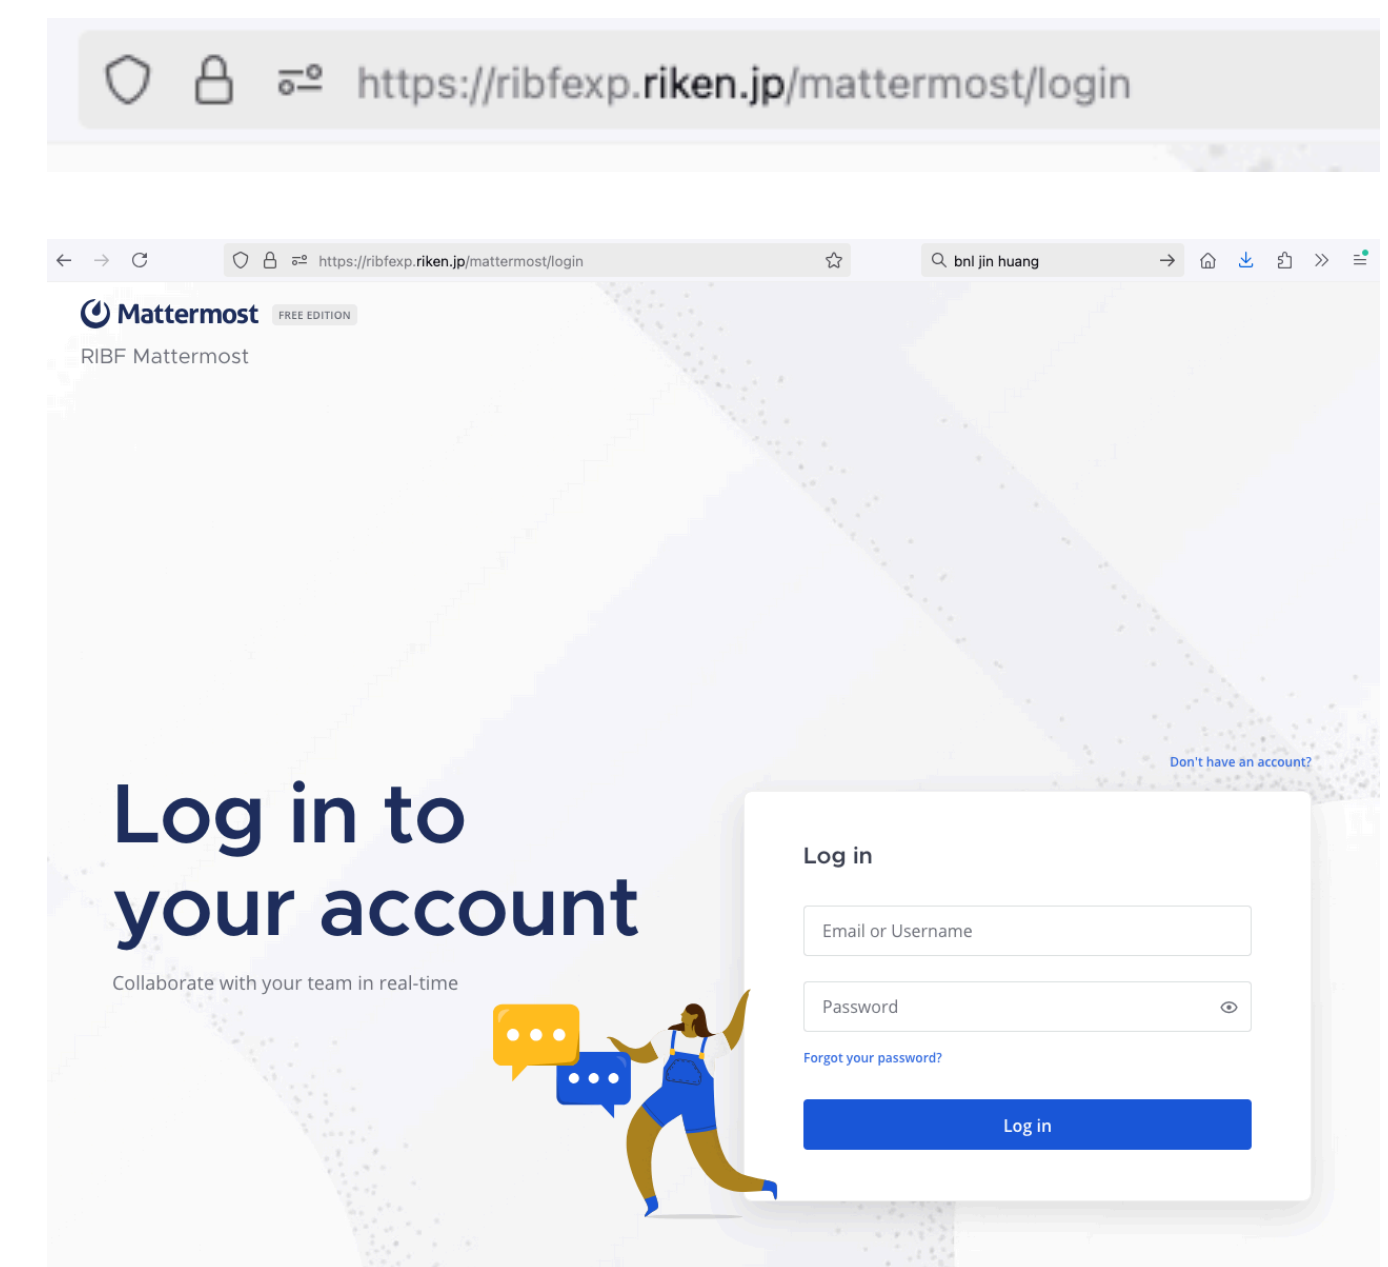 https://ribfexp.riken.jp/mattermost/login
https://ribfexp.riken.jp/mattermost/login
bnl jin huang
Mattermost FREE EDITION
RIBF Mattermost
Don't have an account?
Log in to
your account
Collaborate with your team in real-time
Log in
Email or Username
Password
Forgot your password?
Log in